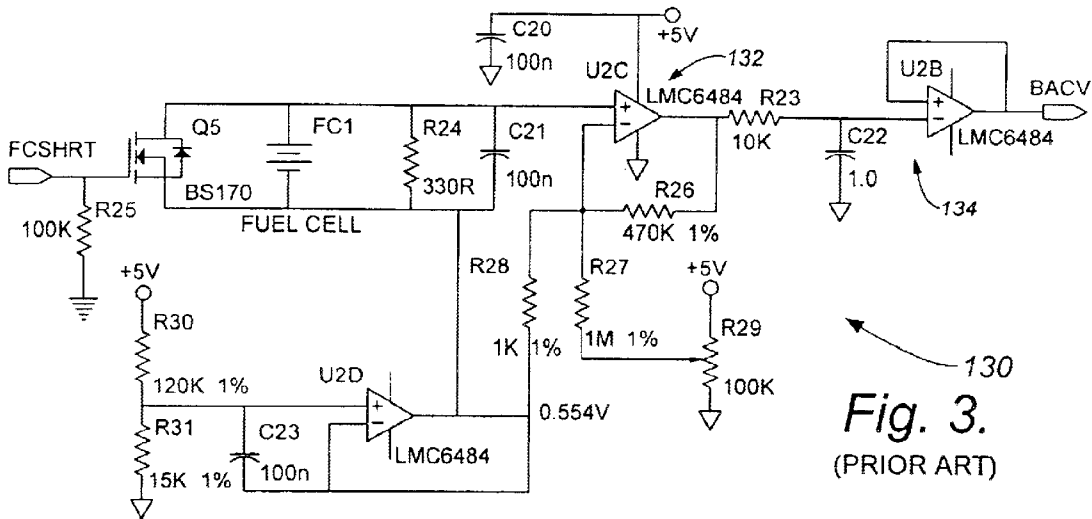 C20
100n
+5V
U2C
132
LMC6484
R23
10K
U2B
BACV
LMC6484
C22
1.0
134
FCSHRT
Q5
BS170
FC1
FUEL CELL
R24
330R
C21
100n
R25
100K
R26
470K 1%
R28
1K 1%
R27
1M 1%
+5V
R29
100K
+5V
R30
120K 1%
R31
15K 1%
C23
100n
U2D
LMC6484
0.554V
130
Fig. 3.
(PRIOR ART)
+
−
+
−
+
−